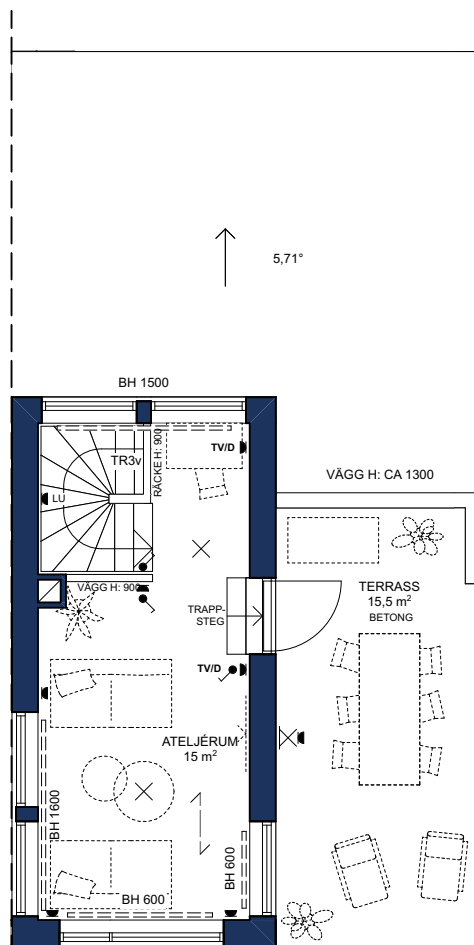 5,71°
BH 1500
TV/D
TR3v
RÄCKE H: 900
VÄGG H: CA 1300
LU
VÄGG H: 900
TERRASS
15,5 m²
BETONG
TRAPP-
STEG
TV/D
ATELJÉRUM
15 m²
BH 1600
BH 600
BH 600